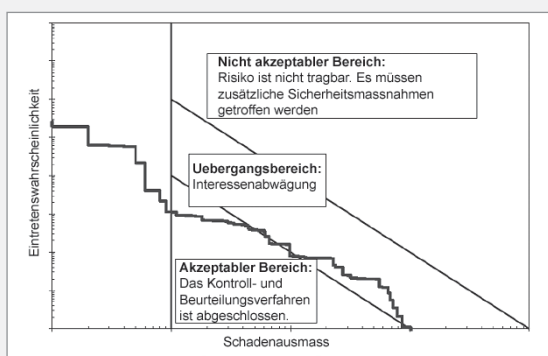 Nicht akzeptabler Bereich:
Risiko ist nicht tragbar. Es müssen
zusätzliche Sicherheitsmassnahmen
getroffen werden
Eintretenswahrscheinlichkeit
Uebergangsbereich:
Interessenabwägung
Akzeptabler Bereich:
Das Kontroll- und
Beurteilungsverfahren
ist abgeschlossen.
Schadenausmass